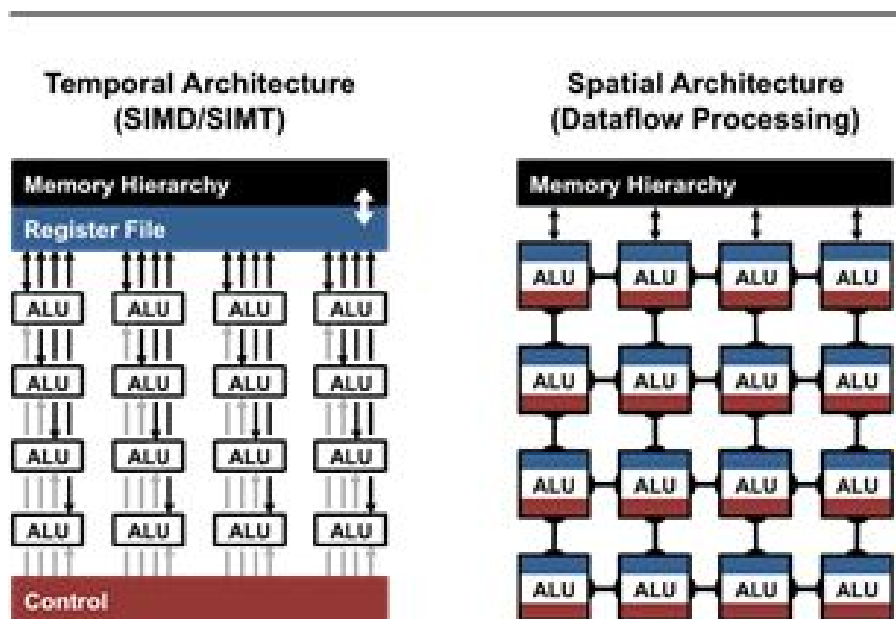 Temporal Architecture
(SIMD/SIMT)
Memory Hierarchy
Register File
ALU ALU ALU ALU
ALU ALU ALU ALU
ALU ALU ALU ALU
ALU ALU ALU ALU
Control
Spatial Architecture
(Dataflow Processing)
Memory Hierarchy
ALU ALU ALU ALU
ALU ALU ALU ALU
ALU ALU ALU ALU
ALU ALU ALU ALU